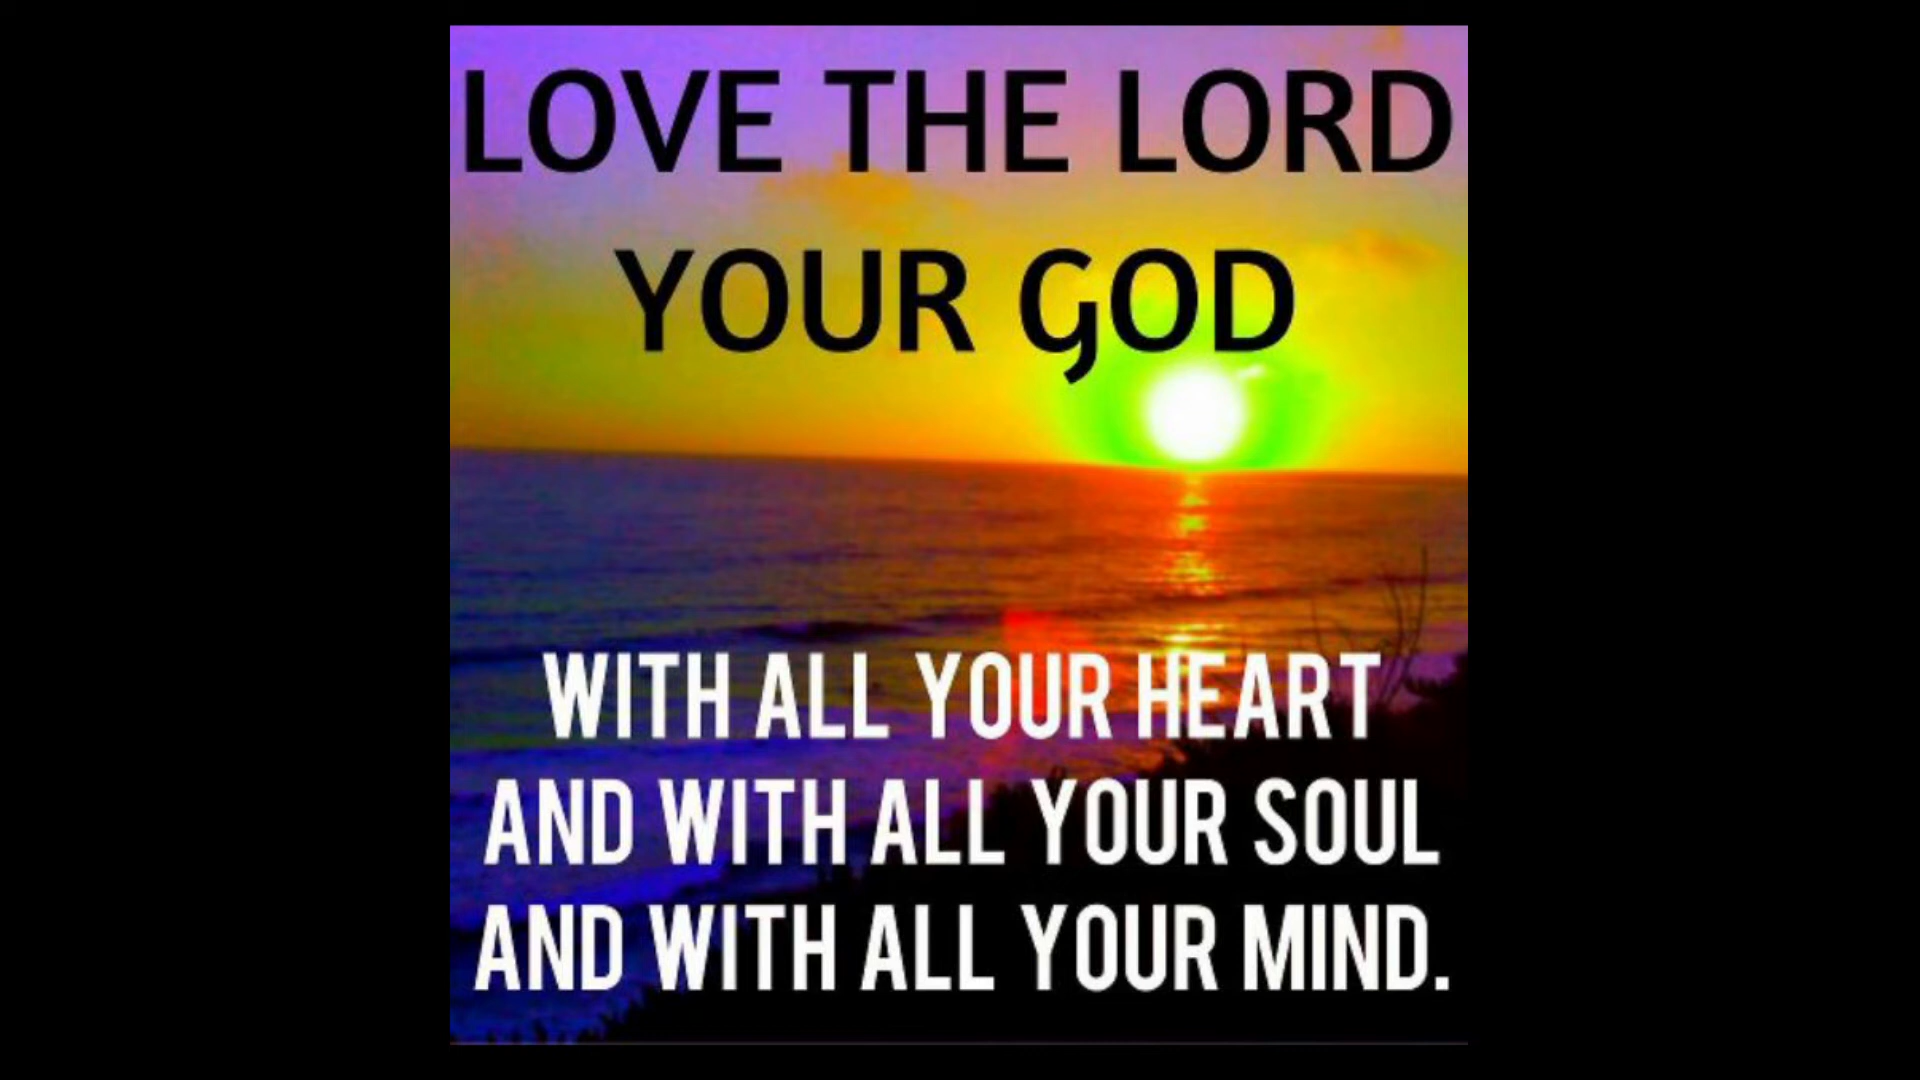 LOVE THE LORD
YOUR GOD
WITH ALL YOUR HEART
AND WITH ALL YOUR SOUL
AND WITH ALL YOUR MIND.